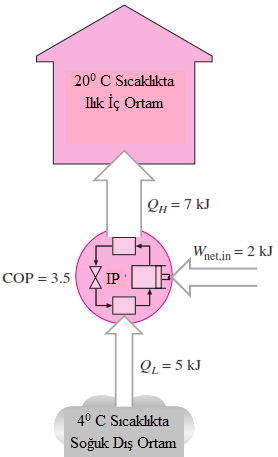 20⁰ C Sıcaklıkta
Ilık İç Ortam
Q_H = 7 kJ
W_net,in = 2 kJ
COP = 3.5
IP
Q_L = 5 kJ
4⁰ C Sıcaklıkta
Soğuk Dış Ortam